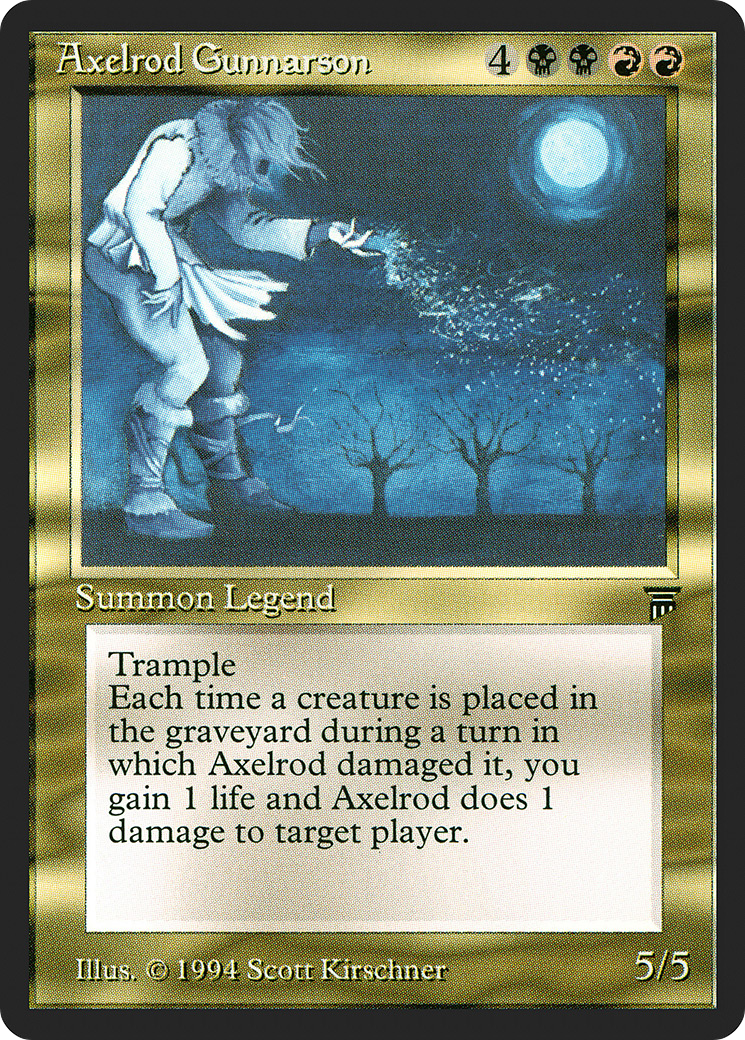 Axelrod Gunnarson 4
Summon Legend
Trample
Each time a creature is placed in
the graveyard during a turn in
which Axelrod damaged it, you
gain 1 life and Axelrod does 1
damage to target player.
Illus. © 1994 Scott Kirschner 5/5